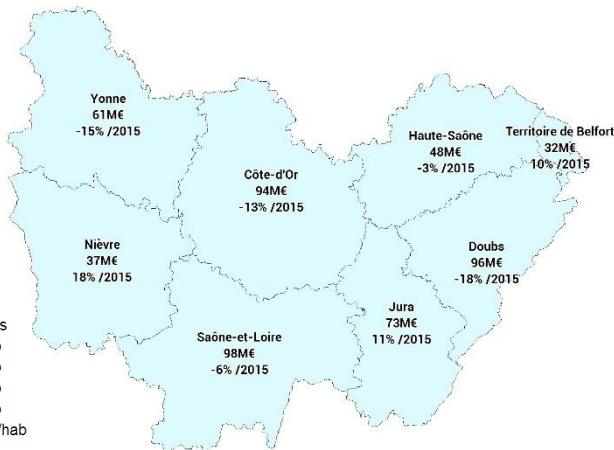 Yonne
61M€
-15% /2015
Côte-d'Or
94M€
-13% /2015
Haute-Saône
48M€
-3% /2015
Territoire de Belfort
32M€
10% /2015
Nièvre
37M€
18% /2015
Doubs
96M€
-18% /2015
Jura
73M€
11% /2015
Saône-et-Loire
98M€
-6% /2015
s
/hab